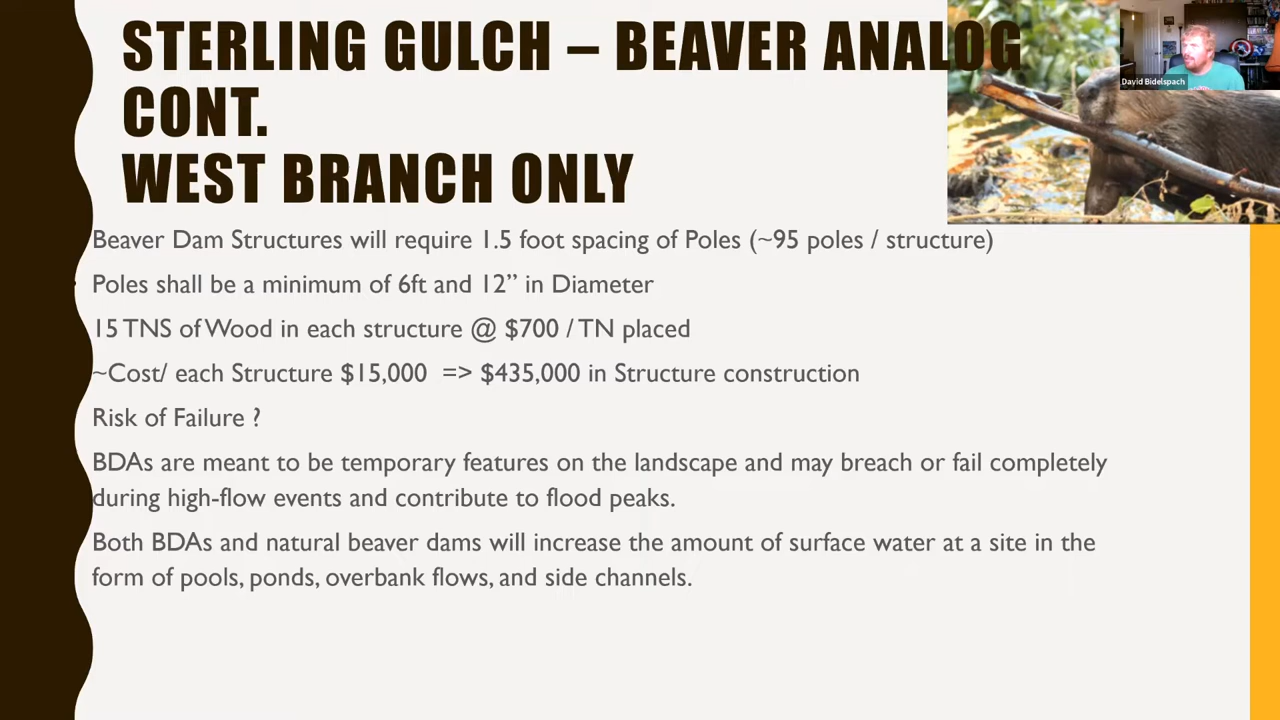 STERLING GULCH – BEAVER ANALOG
CONT.
WEST BRANCH ONLY
David Bidelspach
Beaver Dam Structures will require 1.5 foot spacing of Poles (~95 poles / structure)
Poles shall be a minimum of 6ft and 12” in Diameter
15 TNS of Wood in each structure @ $700 / TN placed
~Cost/ each Structure $15,000 => $435,000 in Structure construction
Risk of Failure ?
BDAs are meant to be temporary features on the landscape and may breach or fail completely
during high-flow events and contribute to flood peaks.
Both BDAs and natural beaver dams will increase the amount of surface water at a site in the
form of pools, ponds, overbank flows, and side channels.